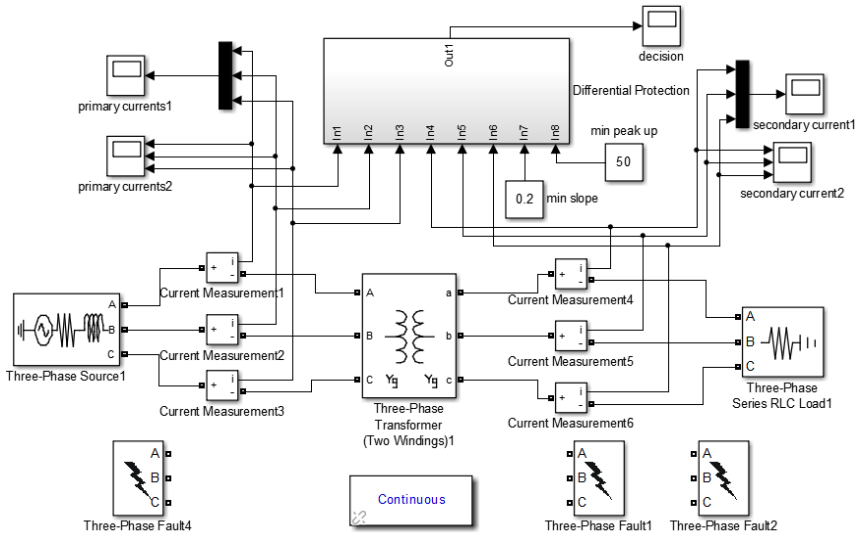 Out1
decision
Differential Protection
In1 In2 In3 In4 In5 In6 In7 In8
primary currents1
primary currents2
min peak up
50
0.2
min slope
secondary current1
secondary current2
i
+
-
Current Measurement1
i
+
-
Current Measurement2
i
+
-
Current Measurement3
A
B
C
Three-Phase Source1
A
B
C
a
b
c
Yg Yg
Three-Phase
Transformer
(Two Windings)1
i
+
-
Current Measurement4
i
+
-
Current Measurement5
i
+
-
Current Measurement6
A
B
C
Three-Phase
Series RLC Load1
A
B
C
Three-Phase Fault4
Continuous
A
B
C
Three-Phase Fault1
A
B
C
Three-Phase Fault2